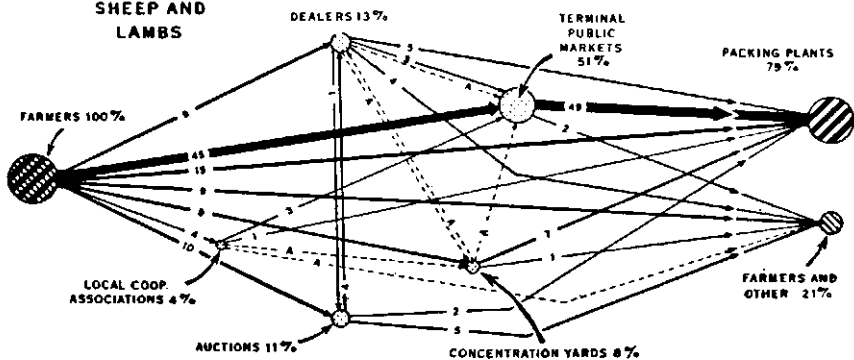 SHEEP AND
LAMBS
DEALERS 13%
TERMINAL
PUBLIC
MARKETS
51%
PACKING PLANTS
79%
FARMERS 100%
5
4
A
9
49
2
45
15
9
8
3
1
4
10
A
A
A
7
1
LOCAL COOP.
ASSOCIATIONS 4%
FARMERS AND
OTHER 21%
2
5
AUCTIONS 11%
CONCENTRATION YARDS 8%